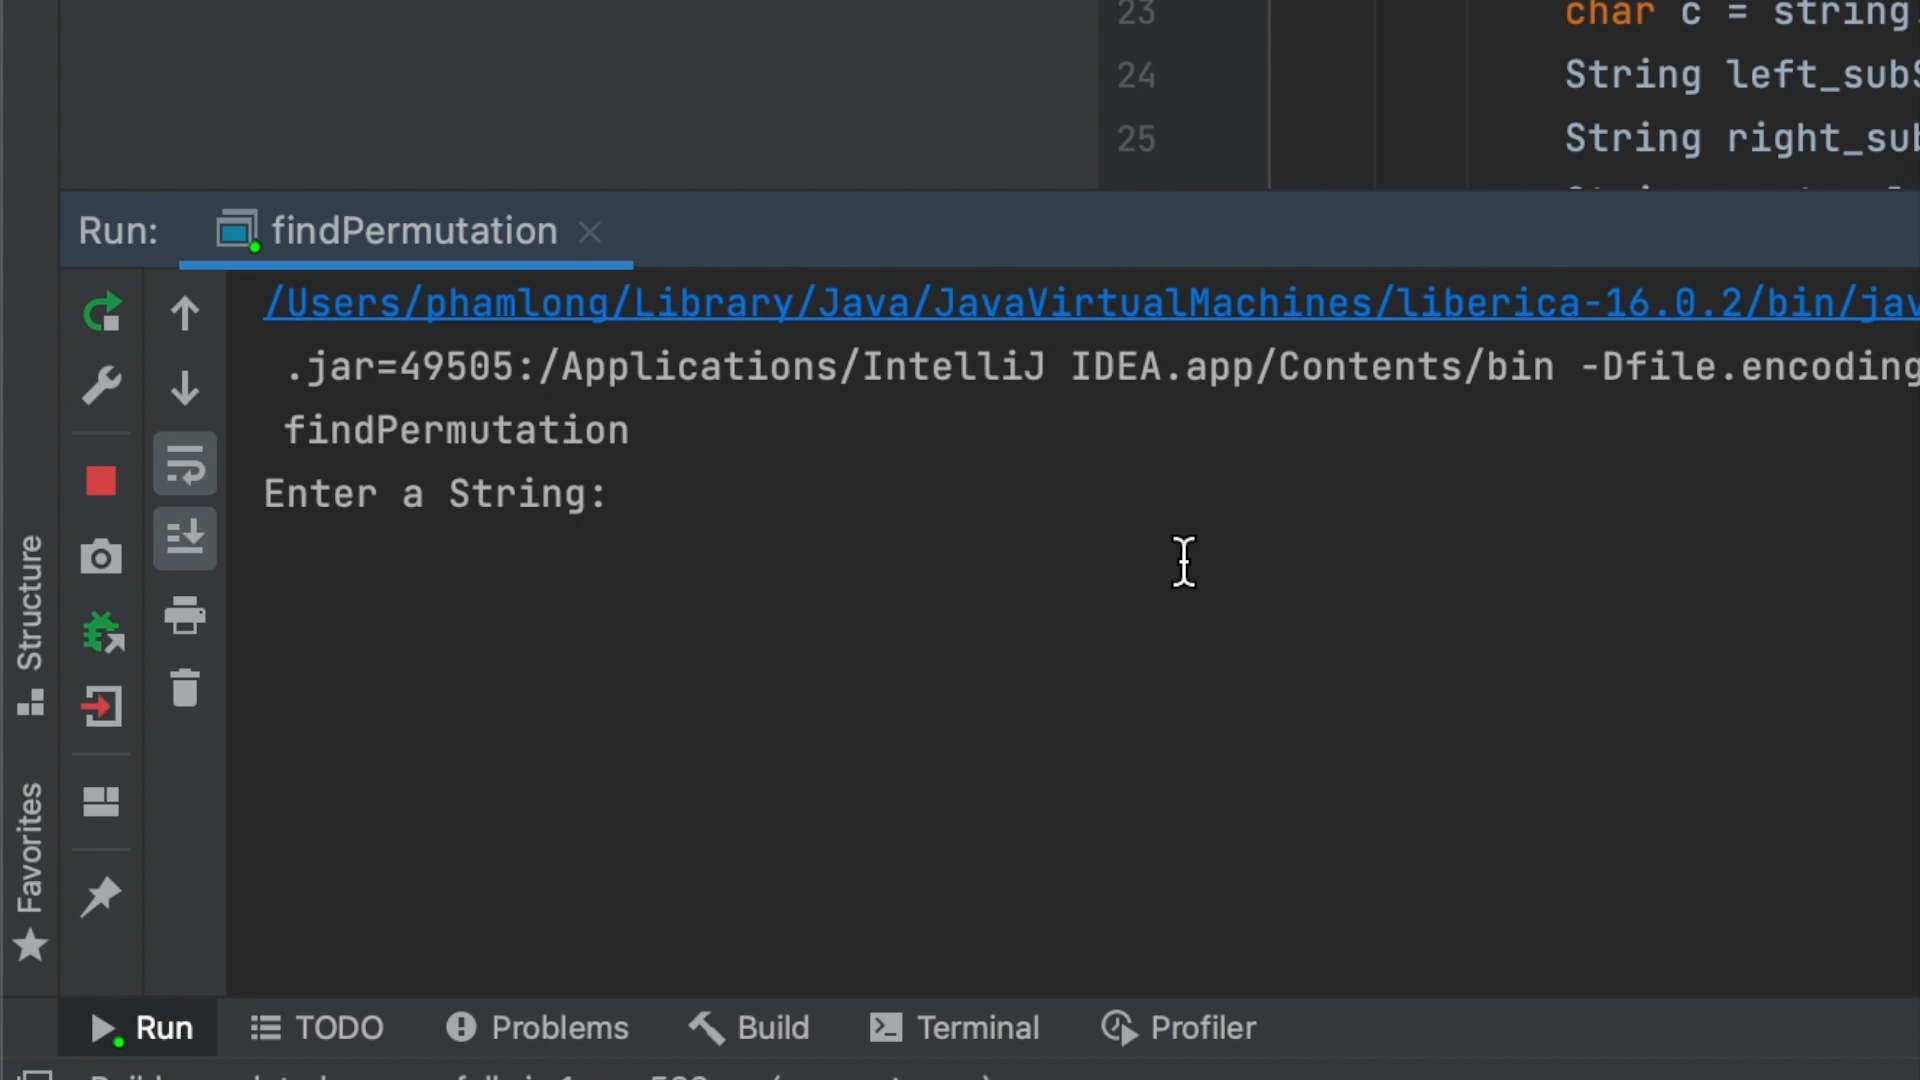 23 char c = string.
24 String left_subS
25 String right_sub
Run: findPermutation
/Users/phamlong/Library/Java/JavaVirtualMachines/liberica-16.0.2/bin/jav
.jar=49505:/Applications/IntelliJ IDEA.app/Contents/bin -Dfile.encoding
findPermutation
Enter a String:
Structure
Favorites
Run TODO Problems Build Terminal Profiler